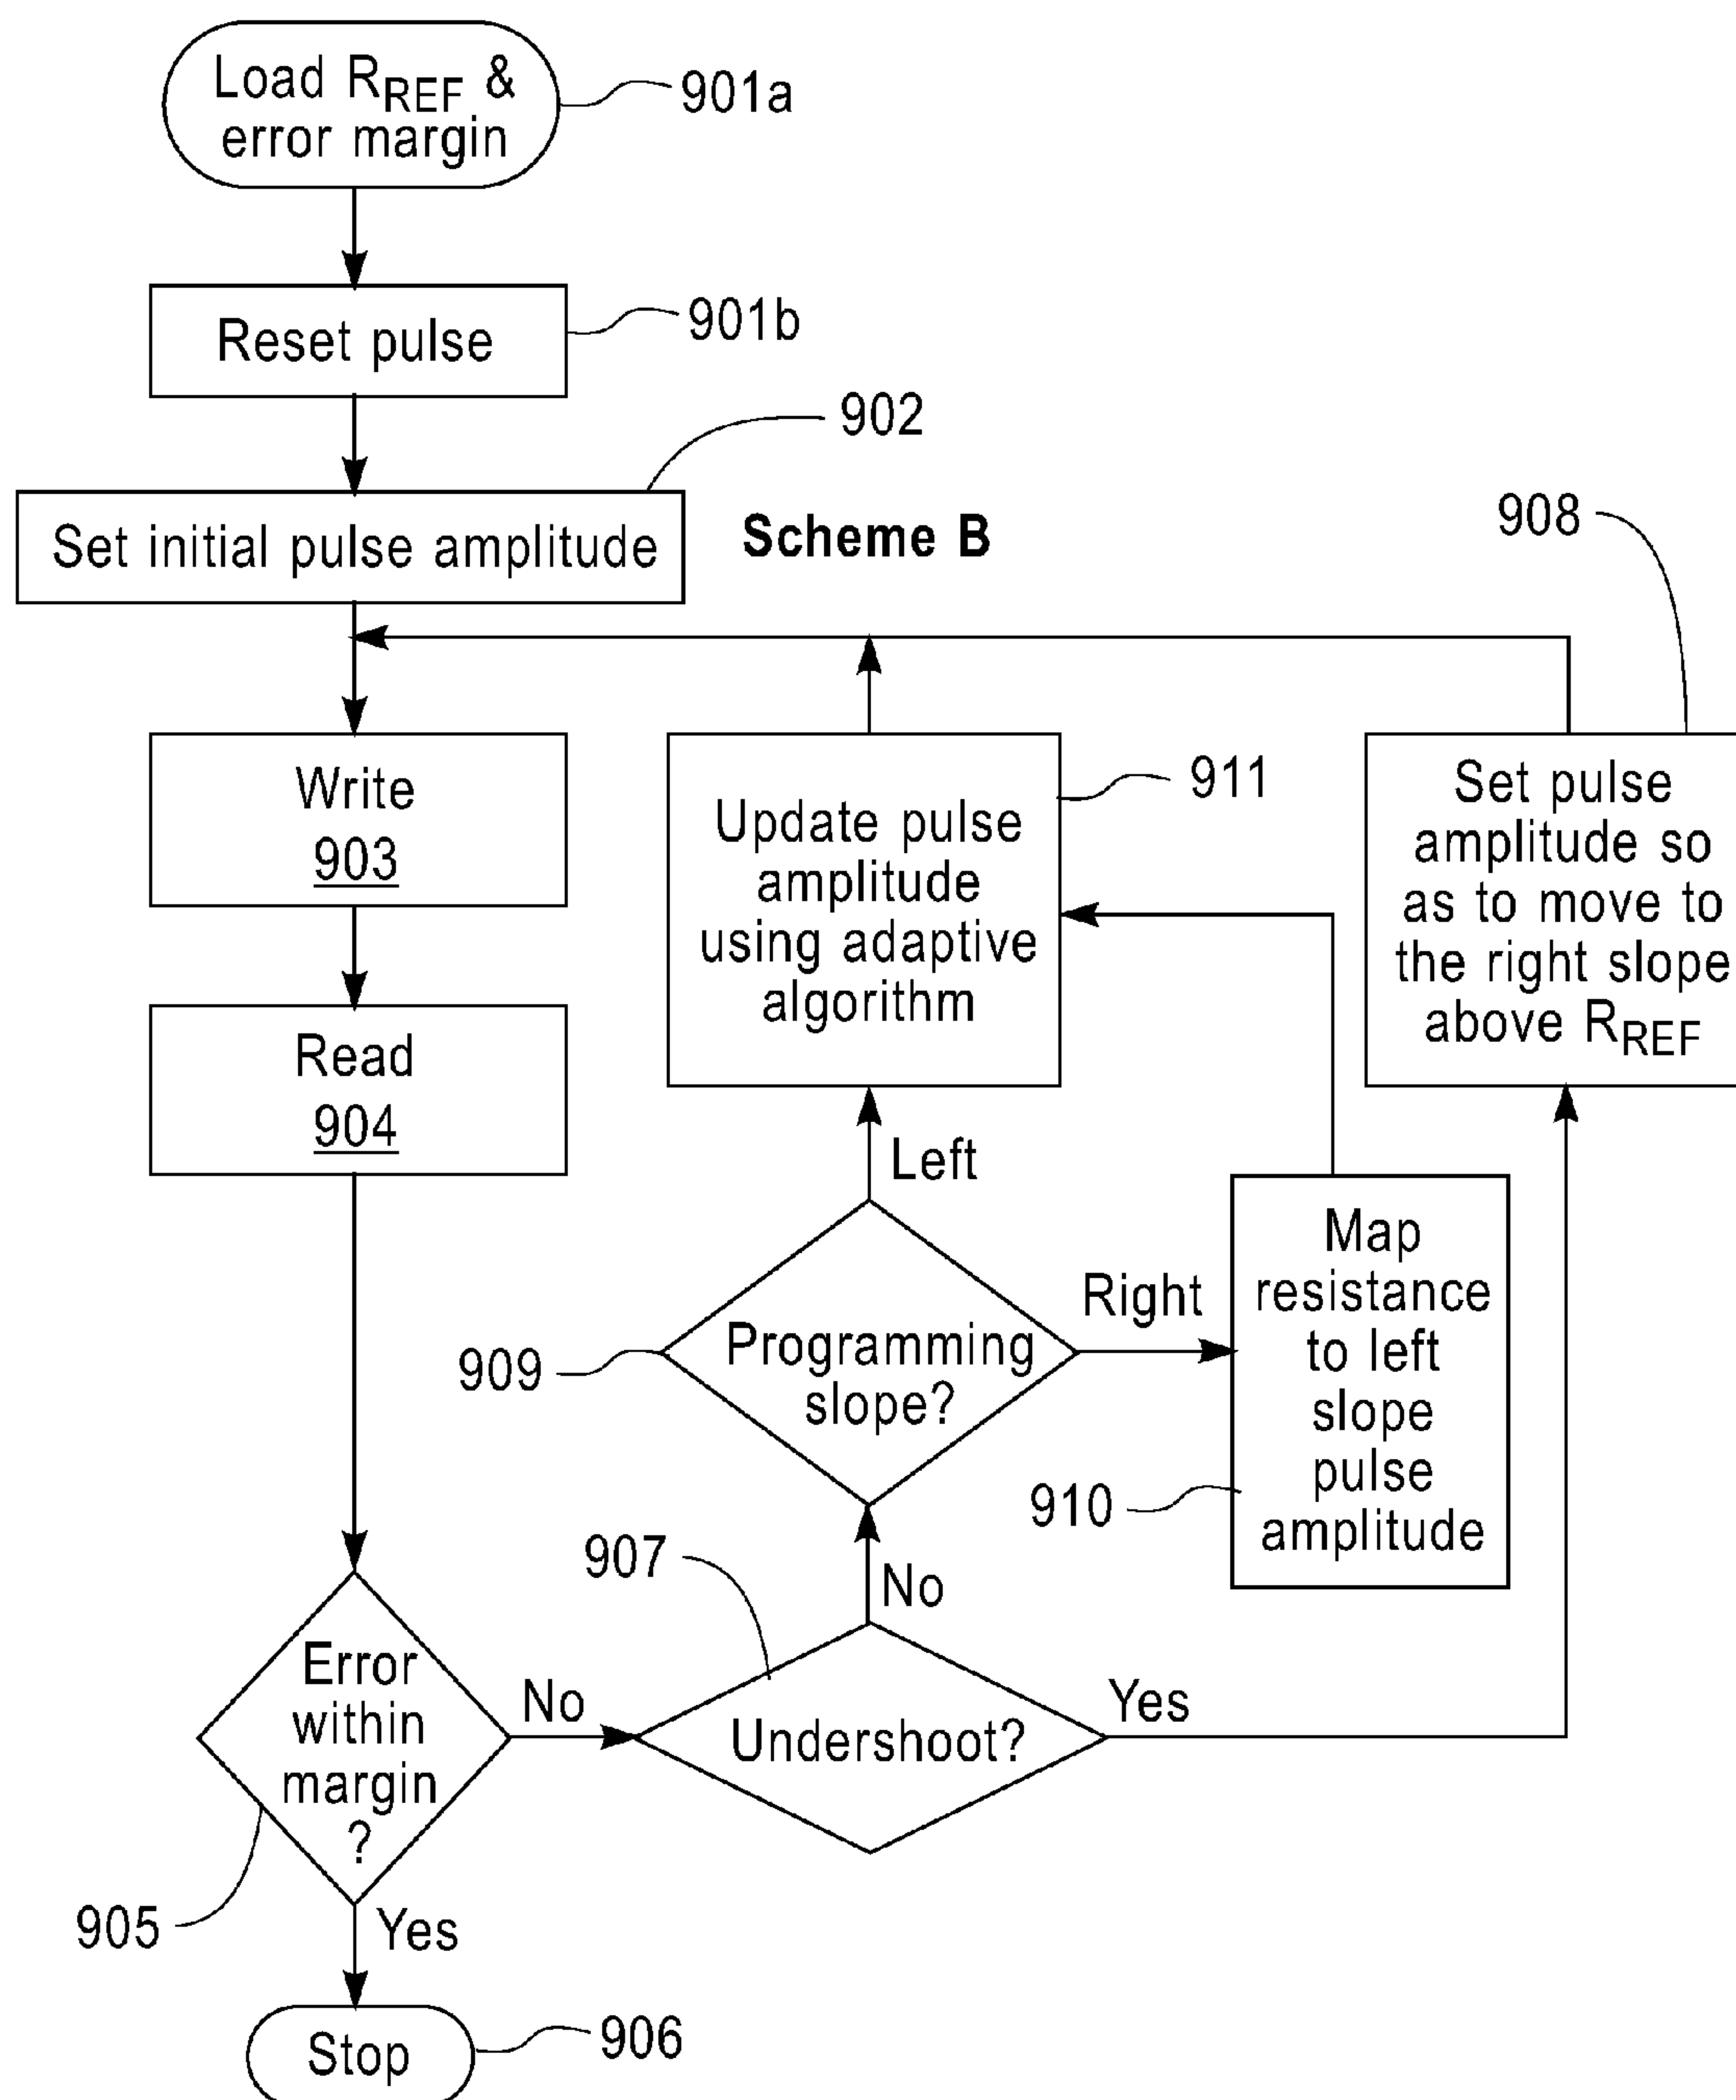 Load R_REF &
error margin
901a
Reset pulse
901b
902
Set initial pulse amplitude
Scheme B
908
Write
903
Update pulse
amplitude
using adaptive
algorithm
911
Set pulse
amplitude so
as to move to
the right slope
above R_REF
Read
904
Left
Programming
slope?
909
Right
Map
resistance
to left
slope
pulse
amplitude
910
907
No
Error
within
margin
?
905
No
Undershoot?
Yes
Yes
Stop
906